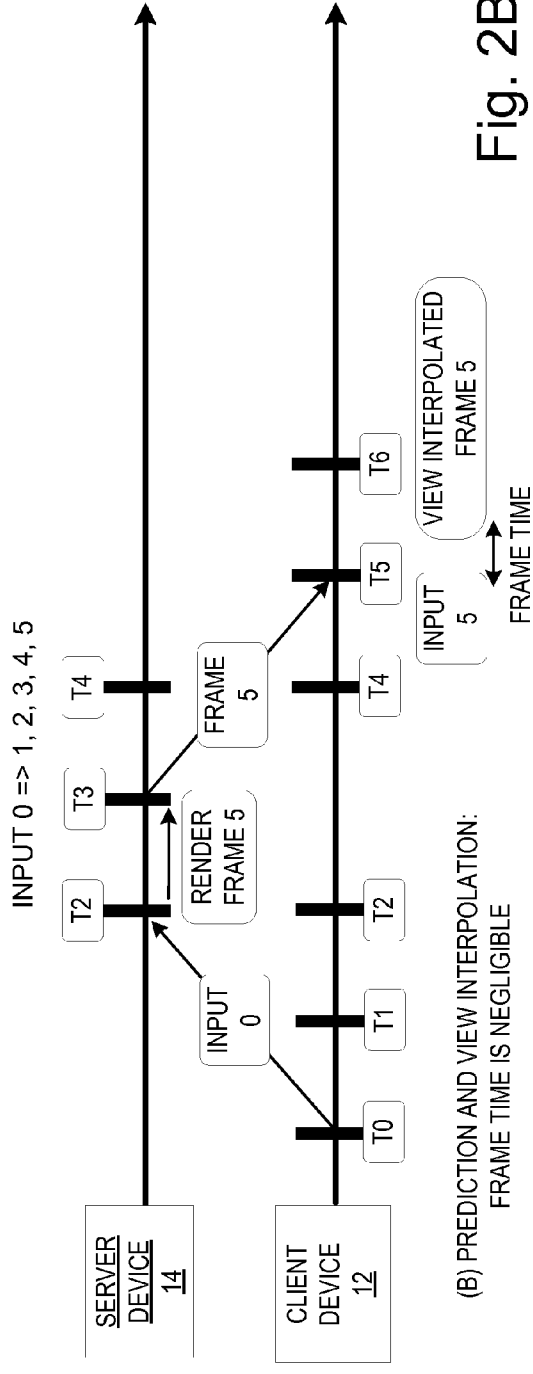 INPUT 0 => 1, 2, 3, 4, 5
T2
T3
T4
SERVER
DEVICE
14
RENDER
FRAME 5
INPUT
0
FRAME
5
CLIENT
DEVICE
12
T0
T1
T2
T4
T5
T6
INPUT
5
VIEW INTERPOLATED
FRAME 5
FRAME TIME
(B) PREDICTION AND VIEW INTERPOLATION:
FRAME TIME IS NEGLIGIBLE
Fig. 2B